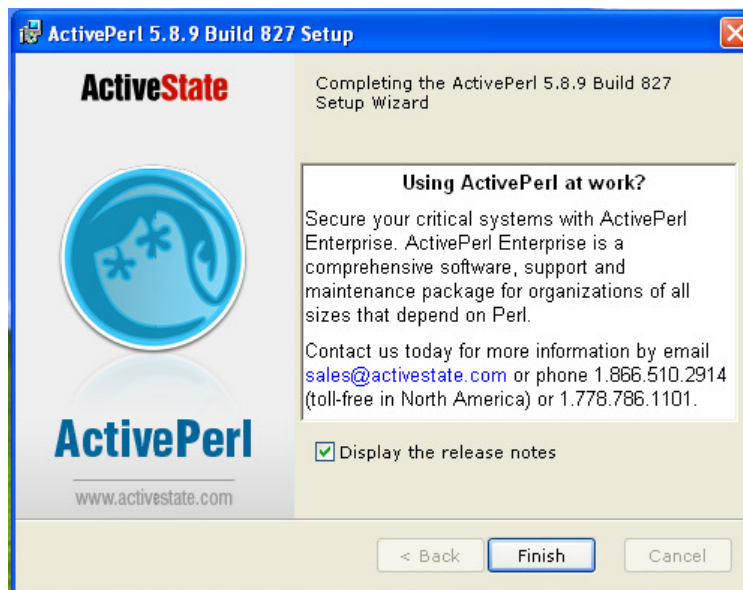 ActivePerl 5.8.9 Build 827 Setup
ActiveState
Completing the ActivePerl 5.8.9 Build 827
Setup Wizard
Using ActivePerl at work?
Secure your critical systems with ActivePerl
Enterprise. ActivePerl Enterprise is a
comprehensive software, support and
maintenance package for organizations of all
sizes that depend on Perl.
Contact us today for more information by email
sales@activestate.com or phone 1.866.510.2914
(toll-free in North America) or 1.778.786.1101.
ActivePerl
www.activestate.com
Display the release notes
< Back
Finish
Cancel